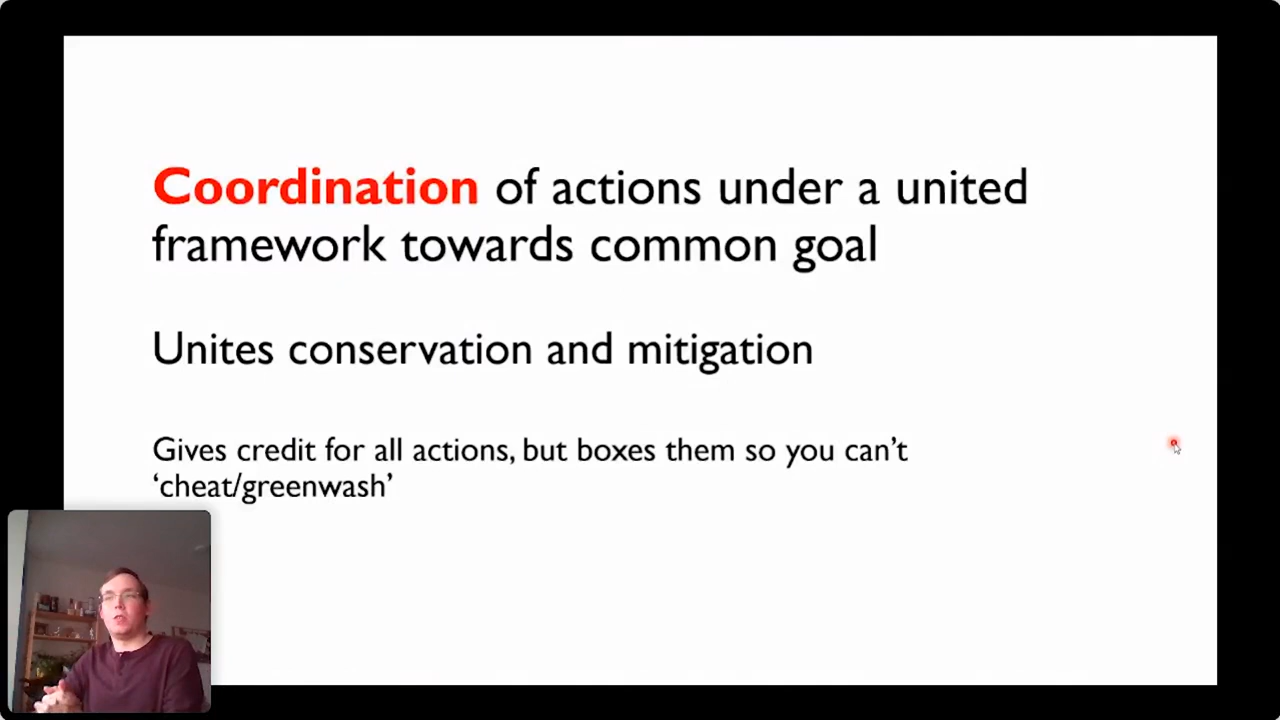 Coordination of actions under a united
framework towards common goal
Unites conservation and mitigation
Gives credit for all actions, but boxes them so you can’t
‘cheat/greenwash’